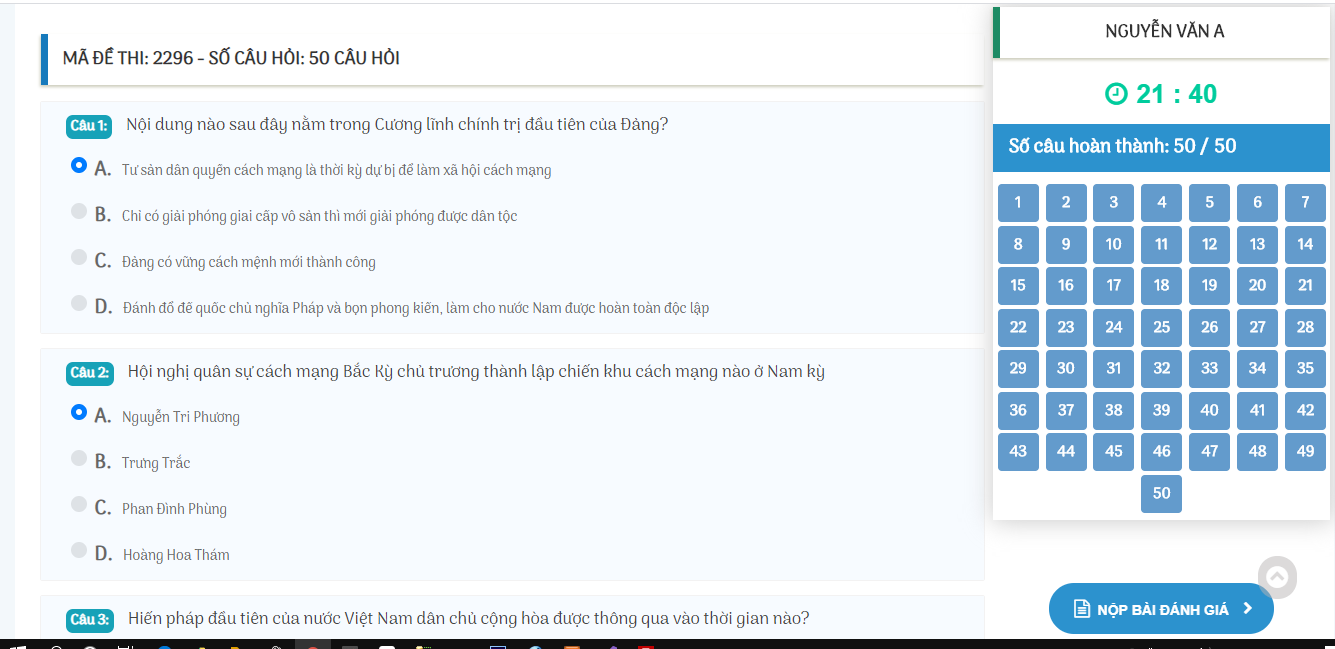 MÃ ĐỀ THI: 2296 - SỐ CÂU HỎI: 50 CÂU HỎI
Câu 1: Nội dung nào sau đây nằm trong Cương lĩnh chính trị đầu tiên của Đảng?
A. Tư sản dân quyền cách mạng là thời kỳ dự bị để làm xã hội cách mạng
B. Chỉ có giải phóng giai cấp vô sản thì mới giải phóng được dân tộc
C. Đảng có vững cách mệnh mới thành công
D. Đánh đổ đế quốc chủ nghĩa Pháp và bọn phong kiến, làm cho nước Nam được hoàn toàn độc lập
Câu 2: Hội nghị quân sự cách mạng Bắc Kỳ chủ trương thành lập chiến khu cách mạng nào ở Nam kỳ
A. Nguyễn Tri Phương
B. Trưng Trắc
C. Phan Đình Phùng
D. Hoàng Hoa Thám
Câu 3: Hiến pháp đầu tiên của nước Việt Nam dân chủ cộng hòa được thông qua vào thời gian nào?
NGUYỄN VĂN A
21 : 40
Số câu hoàn thành: 50 / 50
1 2 3 4 5 6 7
8 9 10 11 12 13 14
15 16 17 18 19 20 21
22 23 24 25 26 27 28
29 30 31 32 33 34 35
36 37 38 39 40 41 42
43 44 45 46 47 48 49
50
NỘP BÀI ĐÁNH GIÁ